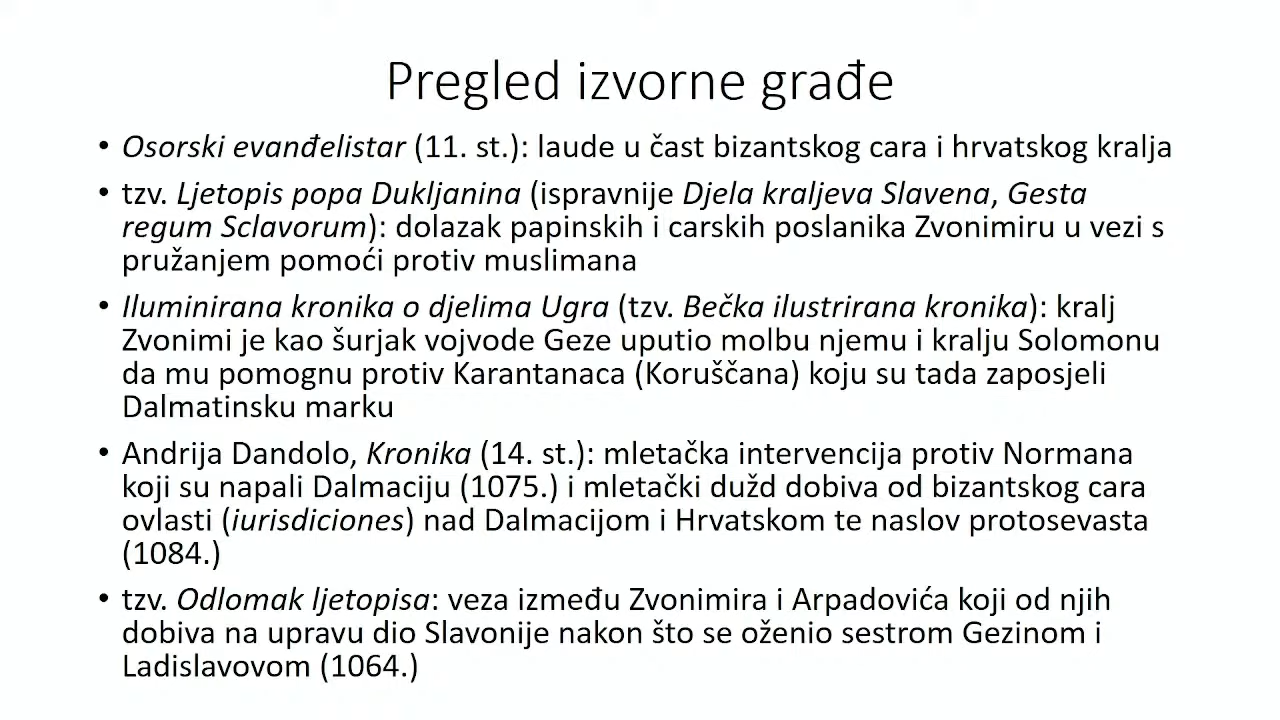 Pregled izvorne građe
• Osorski evanđelistar (11. st.): laude u čast bizantskog cara i hrvatskog kralja
• tzv. Ljetopis popa Dukljanina (ispravnije Djela kraljeva Slavena, Gesta
regum Sclavorum): dolazak papinskih i carskih poslanika Zvonimiru u vezi s
pružanjem pomoći protiv muslimana
• Iluminirana kronika o djelima Ugra (tzv. Bečka ilustrirana kronika): kralj
Zvonimi je kao šurjak vojvode Geze uputio molbu njemu i kralju Solomonu
da mu pomognu protiv Karantanaca (Koruščana) koju su tada zaposjeli
Dalmatinsku marku
• Andrija Dandolo, Kronika (14. st.): mletačka intervencija protiv Normana
koji su napali Dalmaciju (1075.) i mletački dužd dobiva od bizantskog cara
ovlasti (iurisdiciones) nad Dalmacijom i Hrvatskom te naslov protosevasta
(1084.)
• tzv. Odlomak ljetopisa: veza između Zvonimira i Arpadovića koji od njih
dobiva na upravu dio Slavonije nakon što se oženio sestrom Gezinom i
Ladislavovom (1064.)